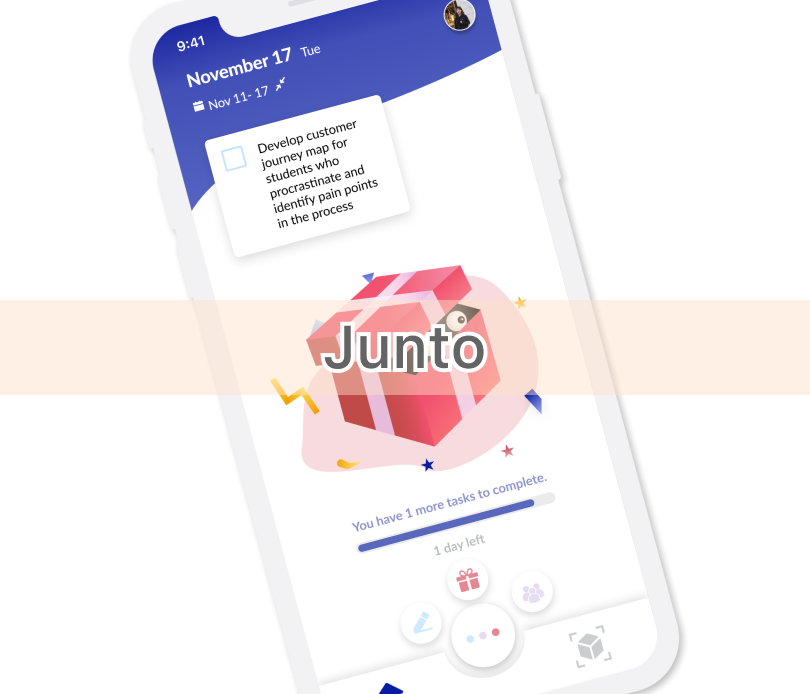 9:41
November 17 Tue
Nov 11- 17
Develop customer
journey map for
students who
procrastinate and
identify pain points
in the process
Junto
You have 1 more tasks to complete.
1 day left